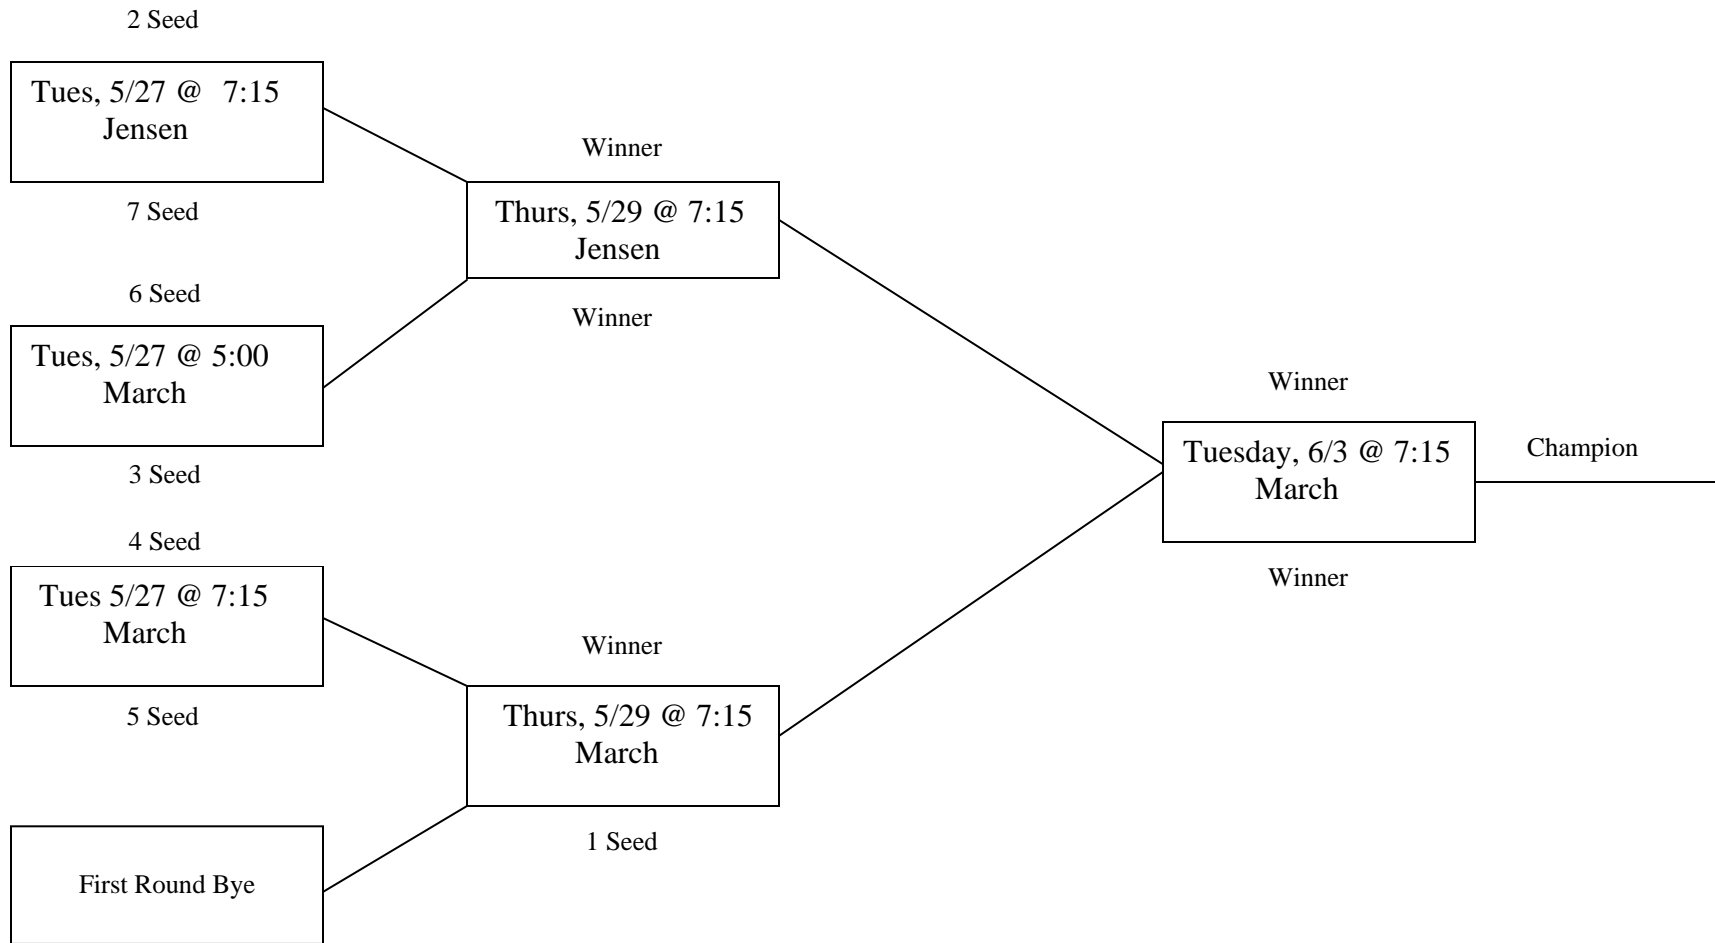 2 Seed
Tues, 5/27 @  7:15
Jensen
7 Seed
6 Seed
Tues, 5/27 @ 5:00
March
3 Seed
4 Seed
Tues 5/27 @ 7:15
March
5 Seed
First Round Bye
Winner
Thurs, 5/29 @ 7:15
Jensen
Winner
Winner
Thurs, 5/29 @ 7:15
March
1 Seed
Winner
Tuesday, 6/3 @ 7:15
March
Winner
Champion